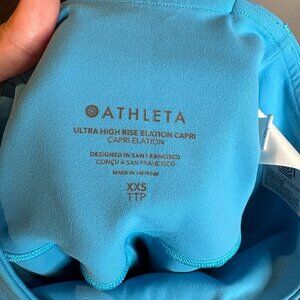 ATHLETA
ULTRA HIGH RISE ELATION CAPRI
CAPRI ELATION
DESIGNED IN SAN FRANCISCO
CONÇU À SAN FRANCISCO
MADE IN VIETNAM
XXS
TTP